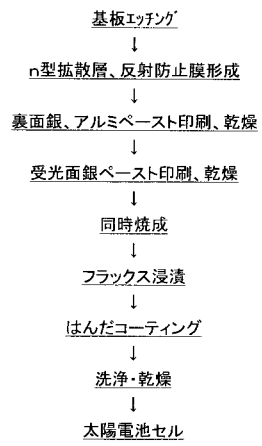 基板ｴｯﾁﾝｸﾞ
↓
n型拡散層、反射防止膜形成
↓
裏面銀、アルミペースト印刷、乾燥
↓
受光面銀ペースト印刷、乾燥
↓
同時焼成
↓
フラックス浸漬
↓
はんだコーティング
↓
洗浄・乾燥
↓
太陽電池セル